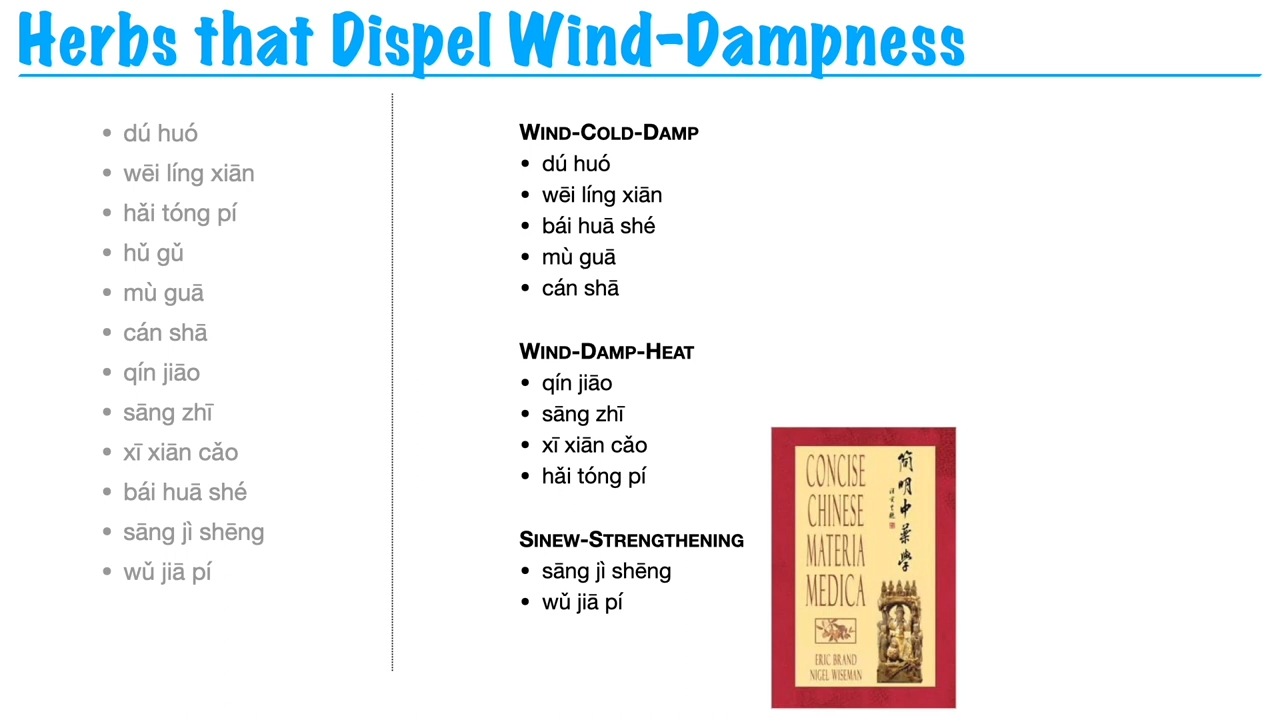 Herbs that Dispel Wind-Dampness
• dú huó
• wēi líng xiān
• hǎi tóng pí
• hǔ gǔ
• mù guā
• cán shā
• qín jiāo
• sāng zhī
• xī xiān cǎo
• bái huā shé
• sāng jì shēng
• wǔ jiā pí
WIND-COLD-DAMP
• dú huó
• wēi líng xiān
• bái huā shé
• mù guā
• cán shā
WIND-DAMP-HEAT
• qín jiāo
• sāng zhī
• xī xiān cǎo
• hǎi tóng pí
SINEW-STRENGTHENING
• sāng jì shēng
• wǔ jiā pí
CONCISE
CHINESE
MATERIA
MEDICA
ERIC BRAND
NIGEL WISEMAN
简明中药学